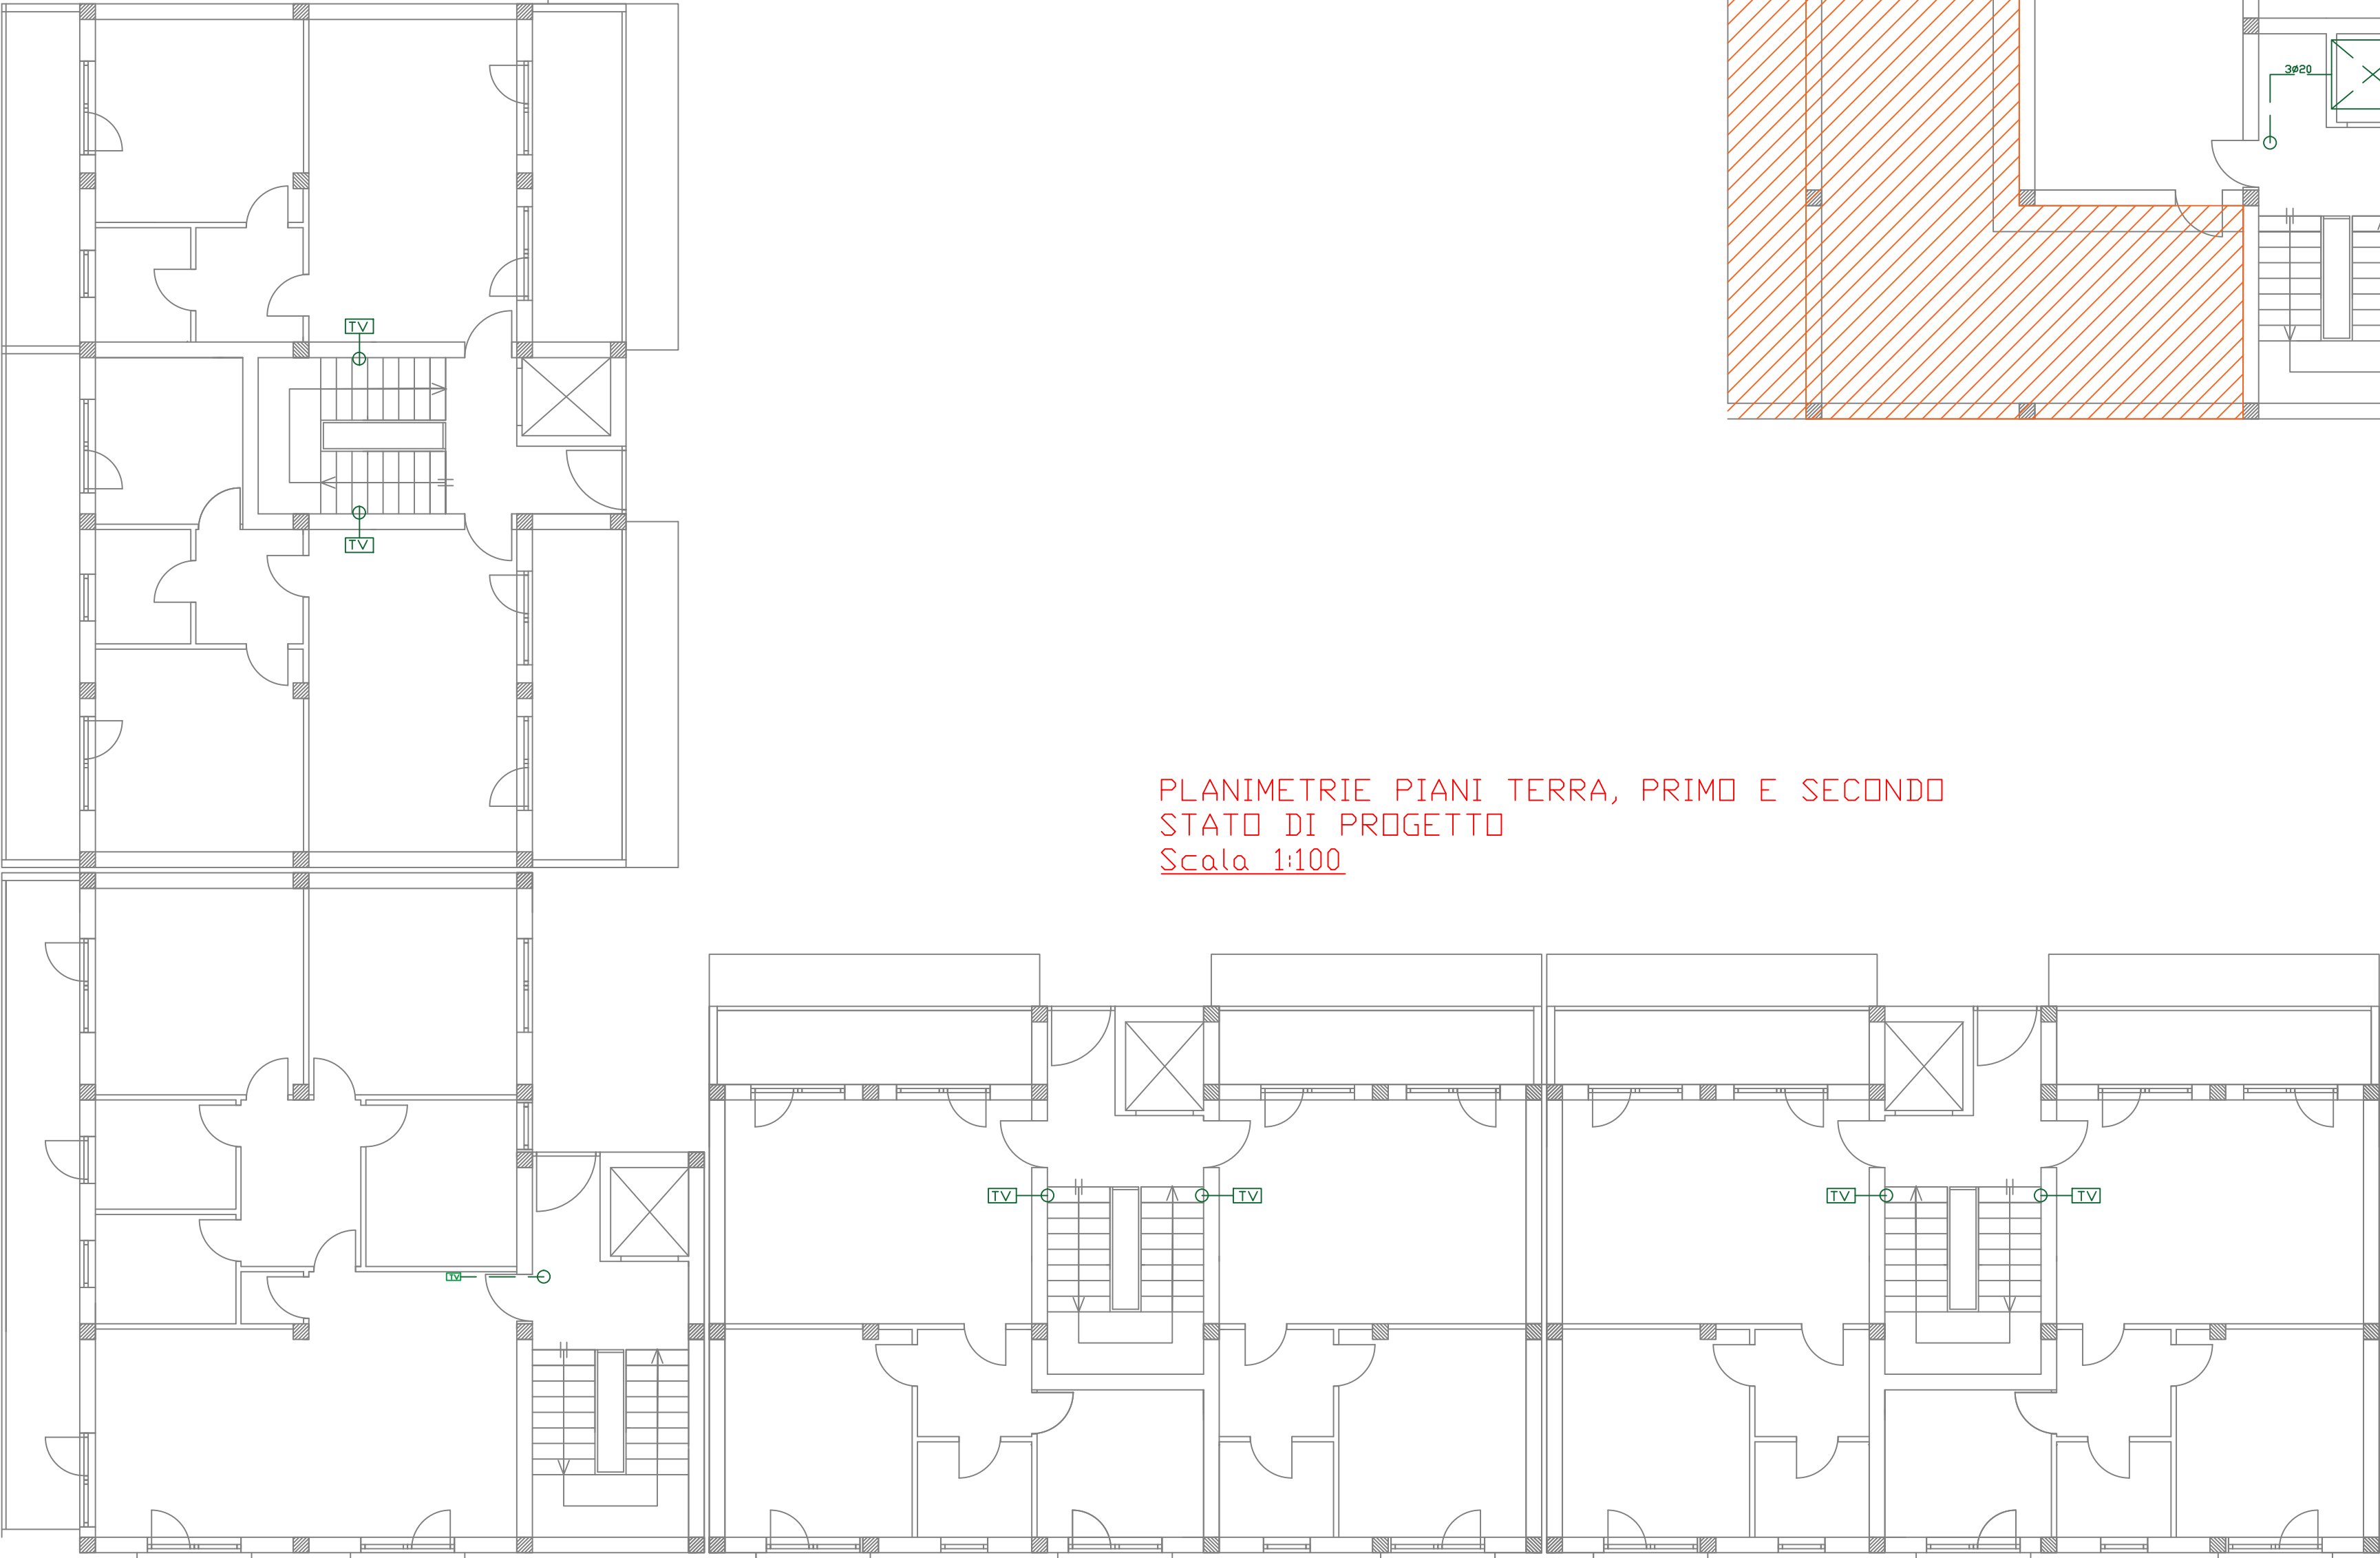 3ø20
TV
TV
PLANIMETRIE PIANI TERRA, PRIMO E SECONDO
STATO DI PROGETTO
Scala 1:100
TV TV TV TV
TV